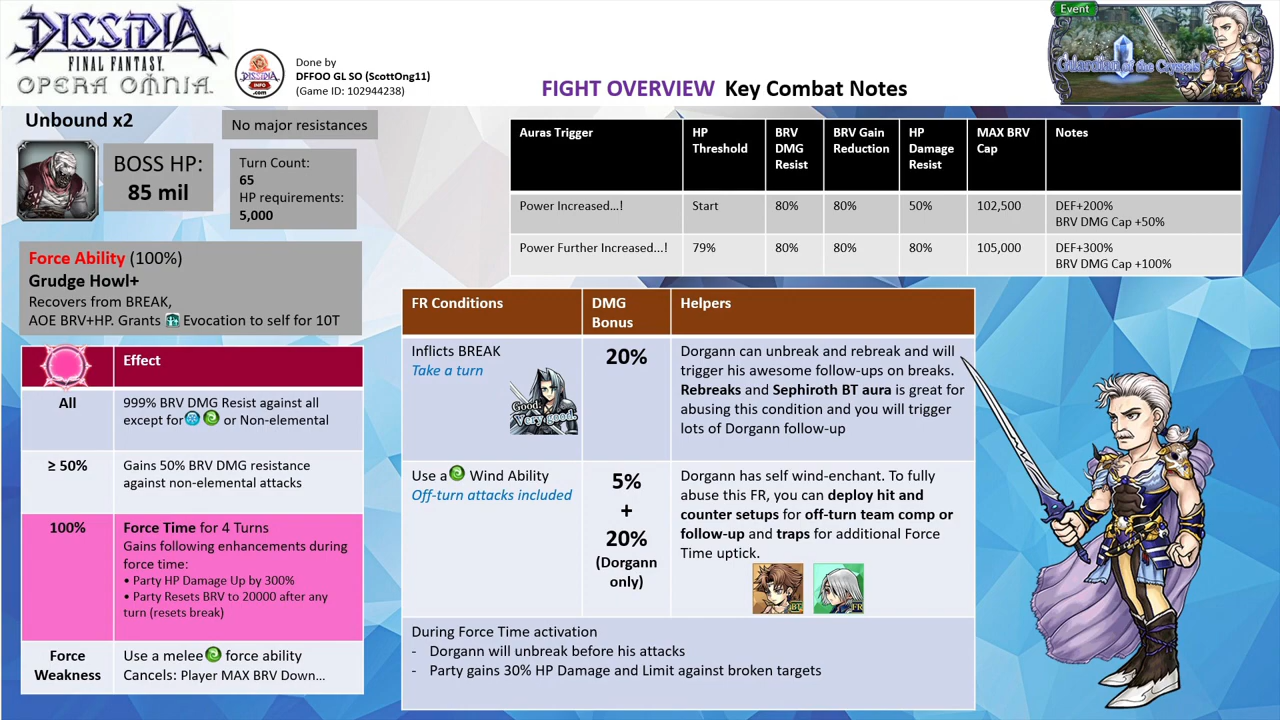 DISSIDIA
FINAL FANTASY
OPERA OMNIA
DISSIDIA
INFO
.com
Done by
DFFOO GL SO (ScottOng11)
(Game ID: 102944238)
FIGHT OVERVIEW Key Combat Notes
Event
Guardian of the Crystals
Unbound x2
No major resistances
BOSS HP:
85 mil
Turn Count:
65
HP requirements:
5,000
Force Ability (100%)
Grudge Howl+
Recovers from BREAK,
AOE BRV+HP. Grants Evocation to self for 10T
Effect
All
999% BRV DMG Resist against all
except for or Non-elemental
≥ 50%
Gains 50% BRV DMG resistance
against non-elemental attacks
100%
Force Time for 4 Turns
Gains following enhancements during
force time:
• Party HP Damage Up by 300%
• Party Resets BRV to 20000 after any
turn (resets break)
Force
Weakness
Use a melee force ability
Cancels: Player MAX BRV Down...
Auras Trigger
HP
Threshold
BRV
DMG
Resist
BRV Gain
Reduction
HP
Damage
Resist
MAX BRV
Cap
Notes
Power Increased...!
Start
80%
80%
50%
102,500
DEF+200%
BRV DMG Cap +50%
Power Further Increased...!
79%
80%
80%
80%
105,000
DEF+300%
BRV DMG Cap +100%
FR Conditions
DMG
Bonus
Helpers
Inflicts BREAK
Take a turn
Good.
Very good.
20%
Dorgann can unbreak and rebreak and will
trigger his awesome follow-ups on breaks.
Rebreaks and Sephiroth BT aura is great for
abusing this condition and you will trigger
lots of Dorgann follow-up
Use a Wind Ability
Off-turn attacks included
5%
+
20%
(Dorgann
only)
Dorgann has self wind-enchant. To fully
abuse this FR, you can deploy hit and
counter setups for off-turn team comp or
follow-up and traps for additional Force
Time uptick.
BT
FR
During Force Time activation
- Dorgann will unbreak before his attacks
- Party gains 30% HP Damage and Limit against broken targets